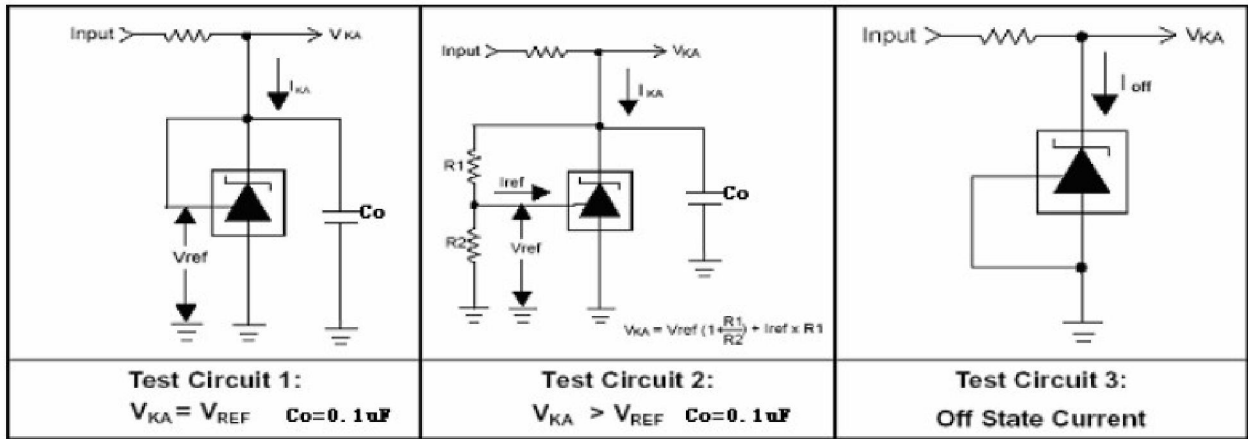 Input
VKA
IKA
Co
Vref
Test Circuit 1:
VKA = VREF Co=0.1uF
Input
VKA
IKA
R1
Iref
Co
R2
Vref
VKA = Vref (1+R1/R2) + Iref x R1
Test Circuit 2:
VKA > VREF Co=0.1uF
Input
VKA
I off
Test Circuit 3:
Off State Current